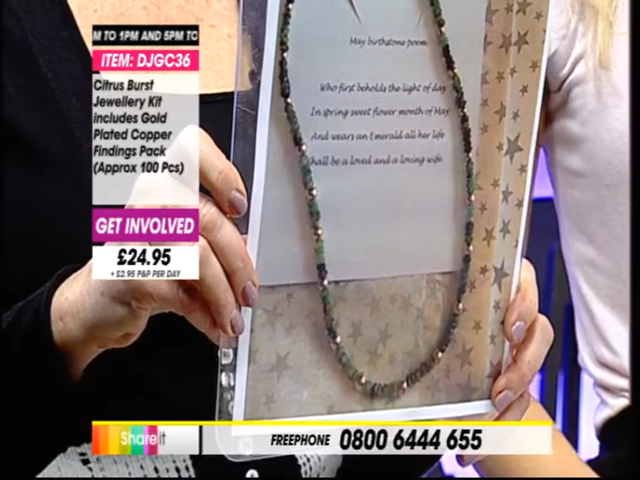 M TO 1PM AND 5PM TO
ITEM: DJGC36
Citrus Burst
Jewellery Kit
includes Gold
Plated Copper
Findings Pack
(Approx 100 Pcs)
GET INVOLVED
£24.95
+ £2.95 P&P PER DAY
May birthstone poem
Who first beholds the light of day
In spring sweet flower month of May
And wears an Emerald all her life
Shall be a loved and a loving wife
Share it
FREEPHONE 0800 6444 655